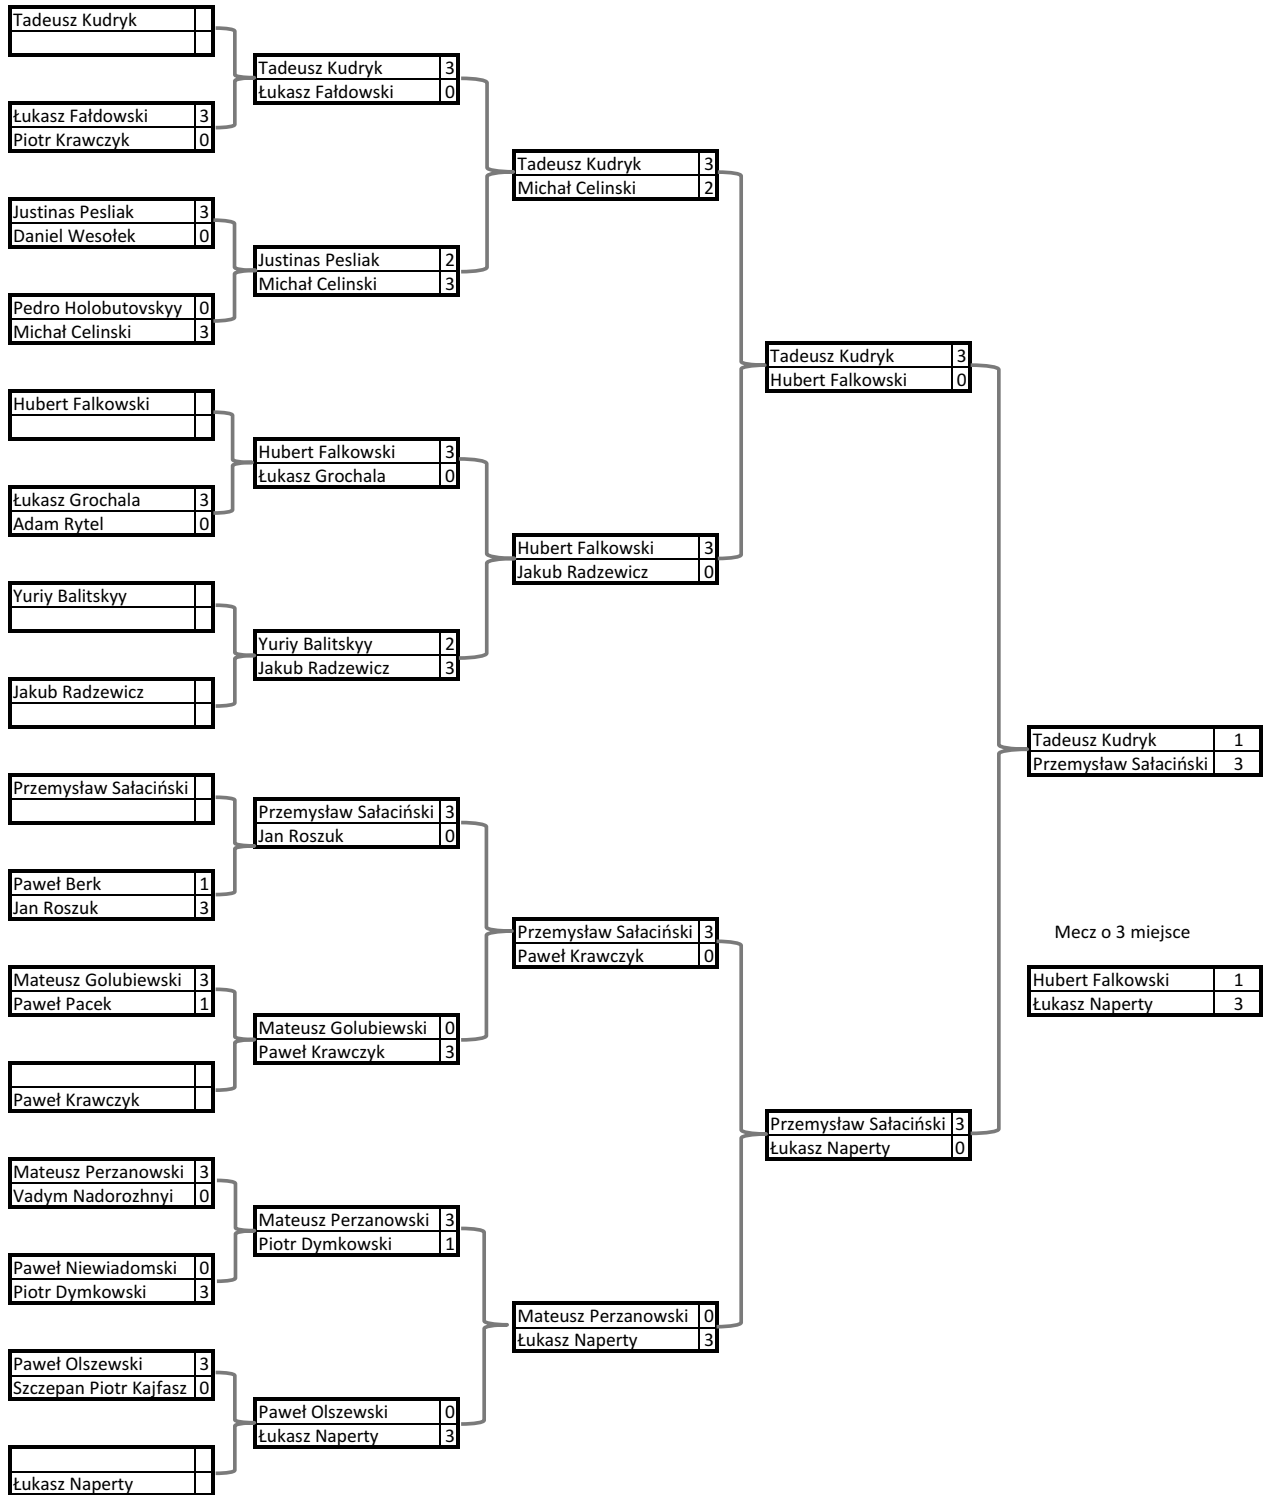 Tadeusz Kudryk
Łukasz Fałdowski 3
Piotr Krawczyk 0
Justinas Pesliak 3
Daniel Wesołek 0
Pedro Holobutovskyy 0
Michał Celinski 3
Hubert Falkowski
Łukasz Grochala 3
Adam Rytel 0
Yuriy Balitskyy
Jakub Radzewicz
Przemysław Sałaciński
Paweł Berk 1
Jan Roszuk 3
Mateusz Golubiewski 3
Paweł Pacek 1
Paweł Krawczyk
Mateusz Perzanowski 3
Vadym Nadorozhnyi 0
Paweł Niewiadomski 0
Piotr Dymkowski 3
Paweł Olszewski 3
Szczepan Piotr Kajfasz 0
Łukasz Naperty
Tadeusz Kudryk 3
Łukasz Fałdowski 0
Justinas Pesliak 2
Michał Celinski 3
Hubert Falkowski 3
Łukasz Grochala 0
Yuriy Balitskyy 2
Jakub Radzewicz 3
Przemysław Sałaciński 3
Jan Roszuk 0
Mateusz Golubiewski 0
Paweł Krawczyk 3
Mateusz Perzanowski 3
Piotr Dymkowski 1
Paweł Olszewski 0
Łukasz Naperty 3
Tadeusz Kudryk 3
Michał Celinski 2
Hubert Falkowski 3
Jakub Radzewicz 0
Przemysław Sałaciński 3
Paweł Krawczyk 0
Mateusz Perzanowski 0
Łukasz Naperty 3
Tadeusz Kudryk 3
Hubert Falkowski 0
Przemysław Sałaciński 3
Łukasz Naperty 0
Tadeusz Kudryk 1
Przemysław Sałaciński 3
Mecz o 3 miejsce
Hubert Falkowski 1
Łukasz Naperty 3